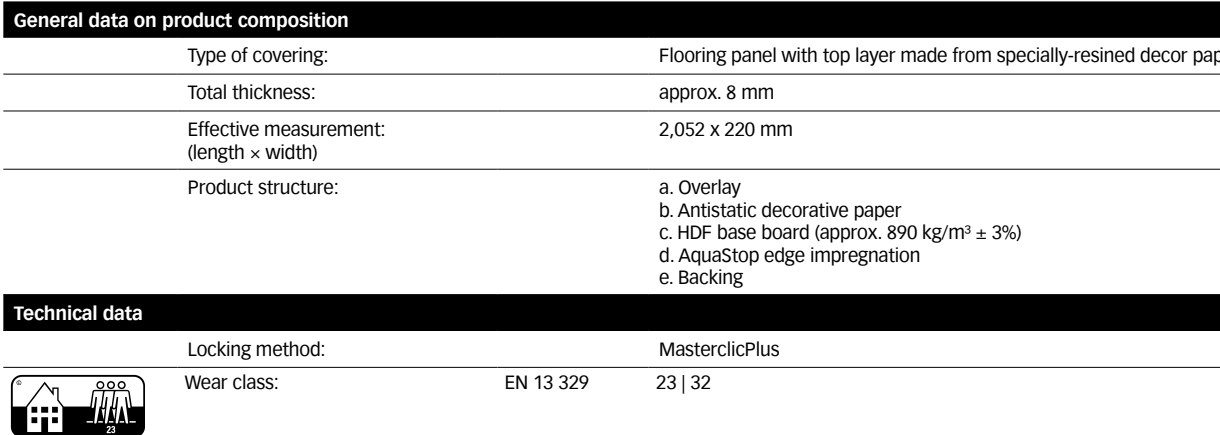 General data on product composition
Type of covering: Flooring panel with top layer made from specially-resined decor
Total thickness: approx. 8 mm
Effective measurement: 2,052 x 220 mm
(length × width)
Product structure: a. Overlay
b. Antistatic decorative paper
c. HDF base board (approx. 890 kg/m³ ± 3%)
d. AquaStop edge impregnation
e. Backing
Technical data
Locking method: MasterclicPlus
Wear class: EN 13 329 23 | 32
23